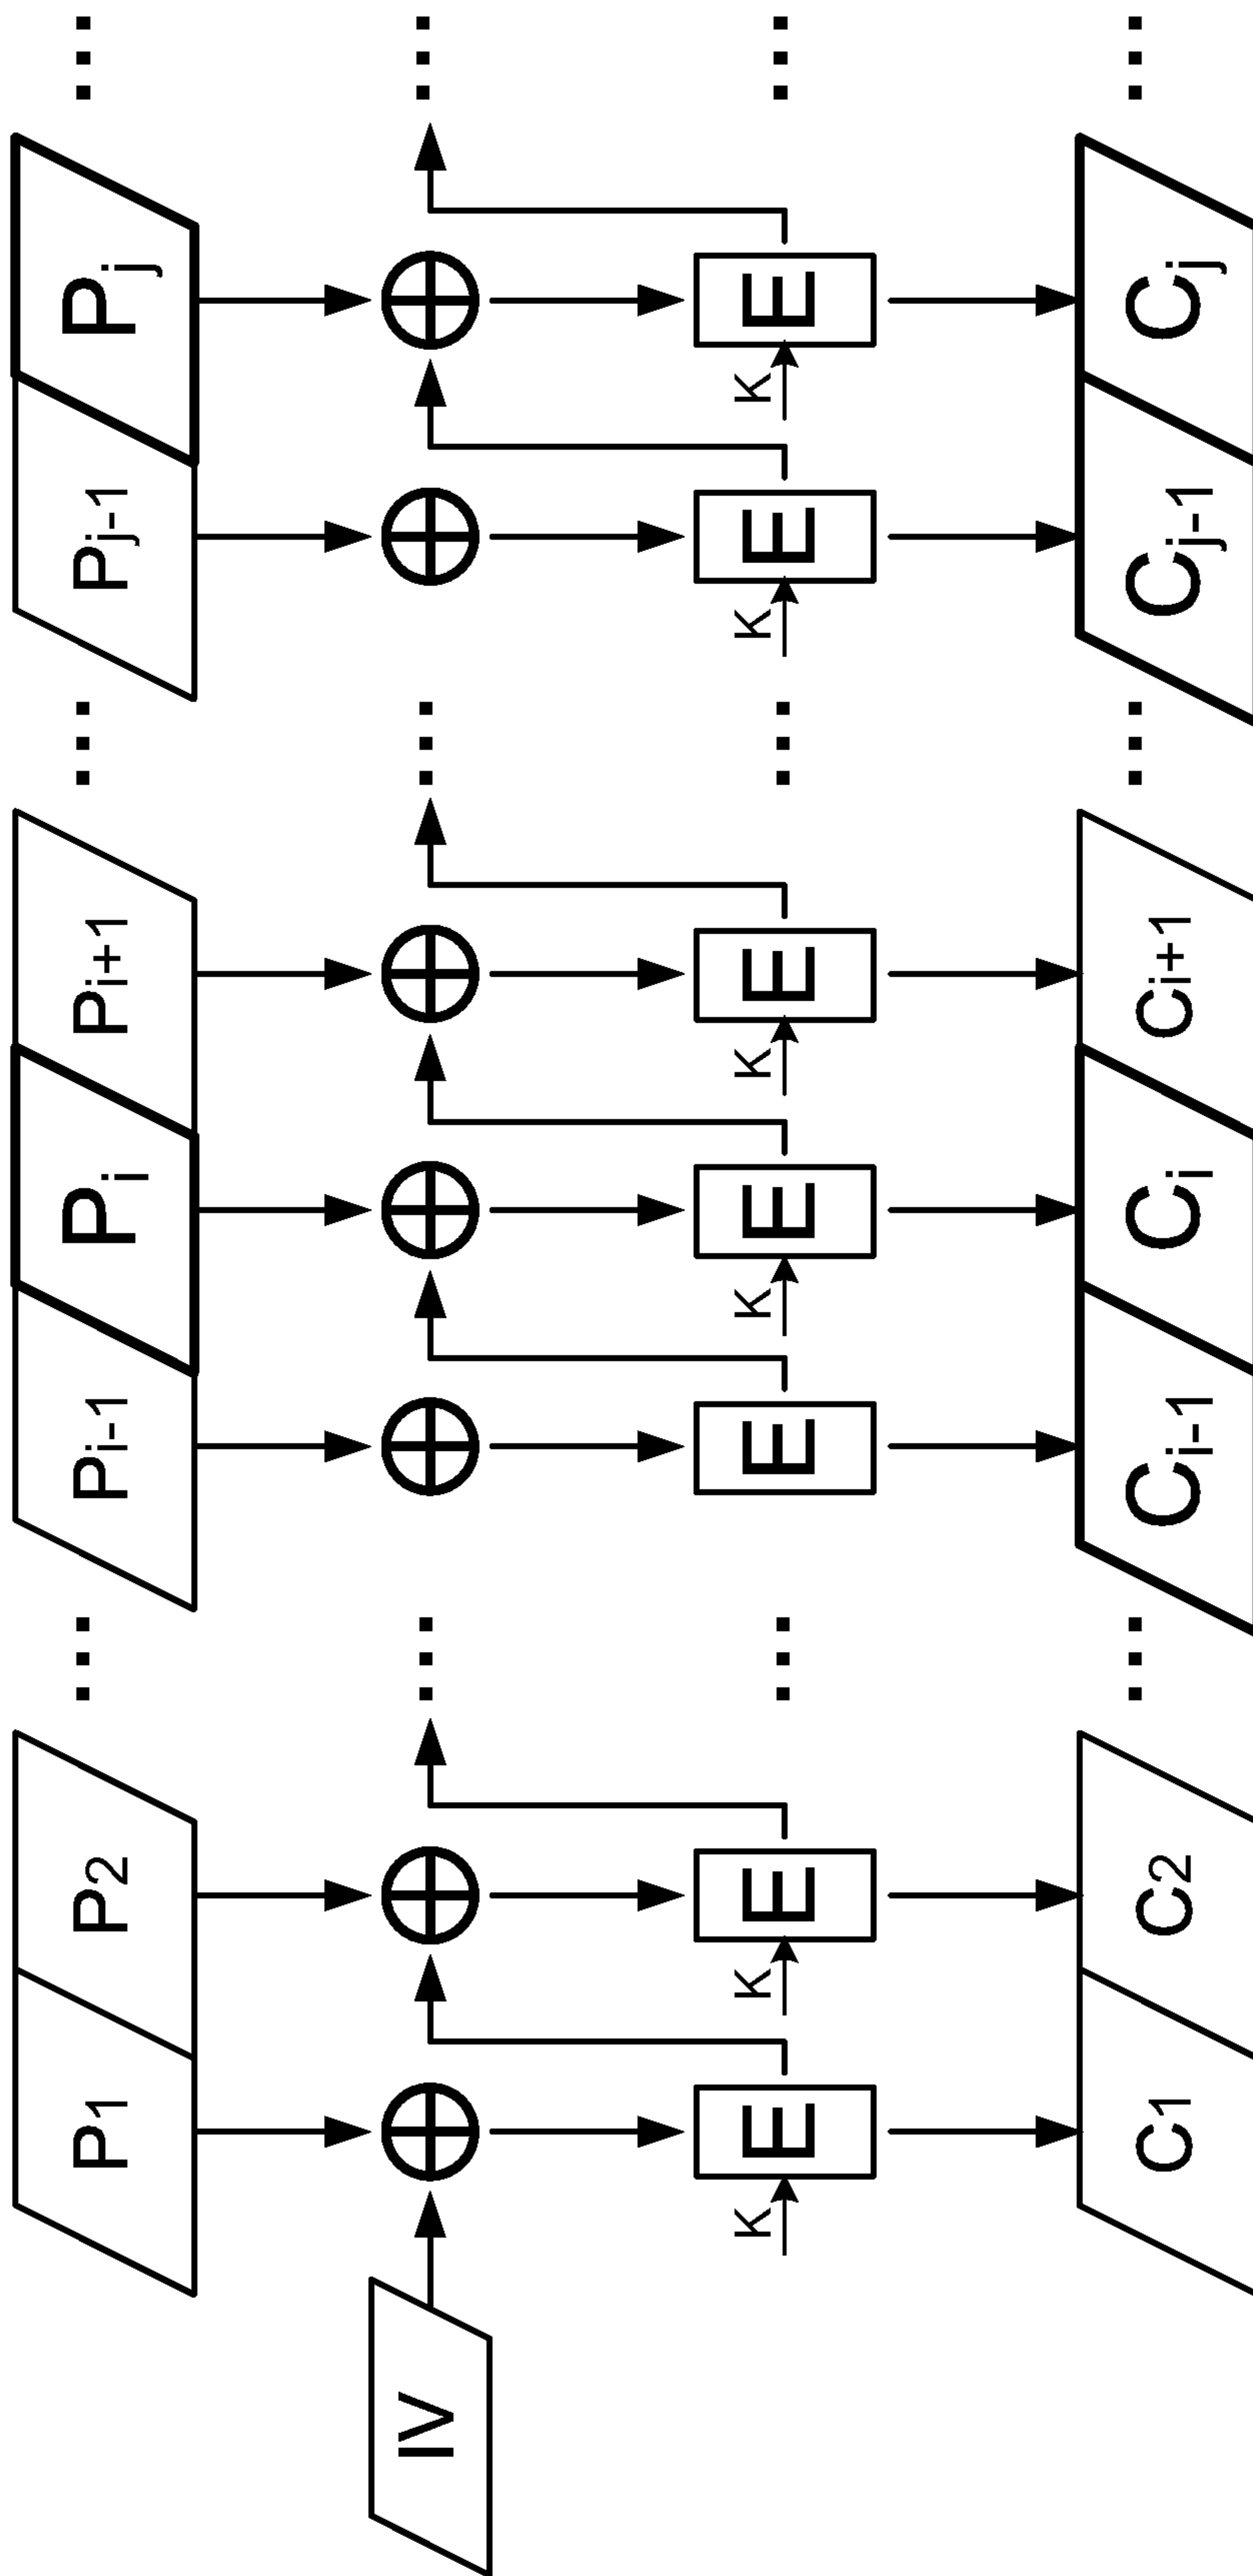 P1 P2 ... Pi-1 Pi Pi+1 ... Pj-1 Pj ...
IV ... ... ...
K E K E ... E K E K E ... K E K E ...
C1 C2 ... Ci-1 Ci Ci+1 ... Cj-1 Cj ...